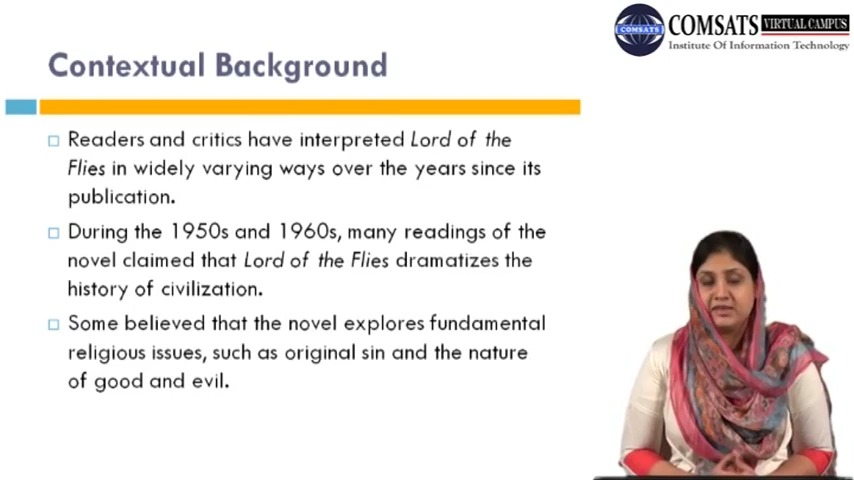 COMSATS VIRTUAL CAMPUS
COMSATS
Institute Of Information Technology
Contextual Background
Readers and critics have interpreted Lord of the
Flies in widely varying ways over the years since its
publication.
During the 1950s and 1960s, many readings of the
novel claimed that Lord of the Flies dramatizes the
history of civilization.
Some believed that the novel explores fundamental
religious issues, such as original sin and the nature
of good and evil.